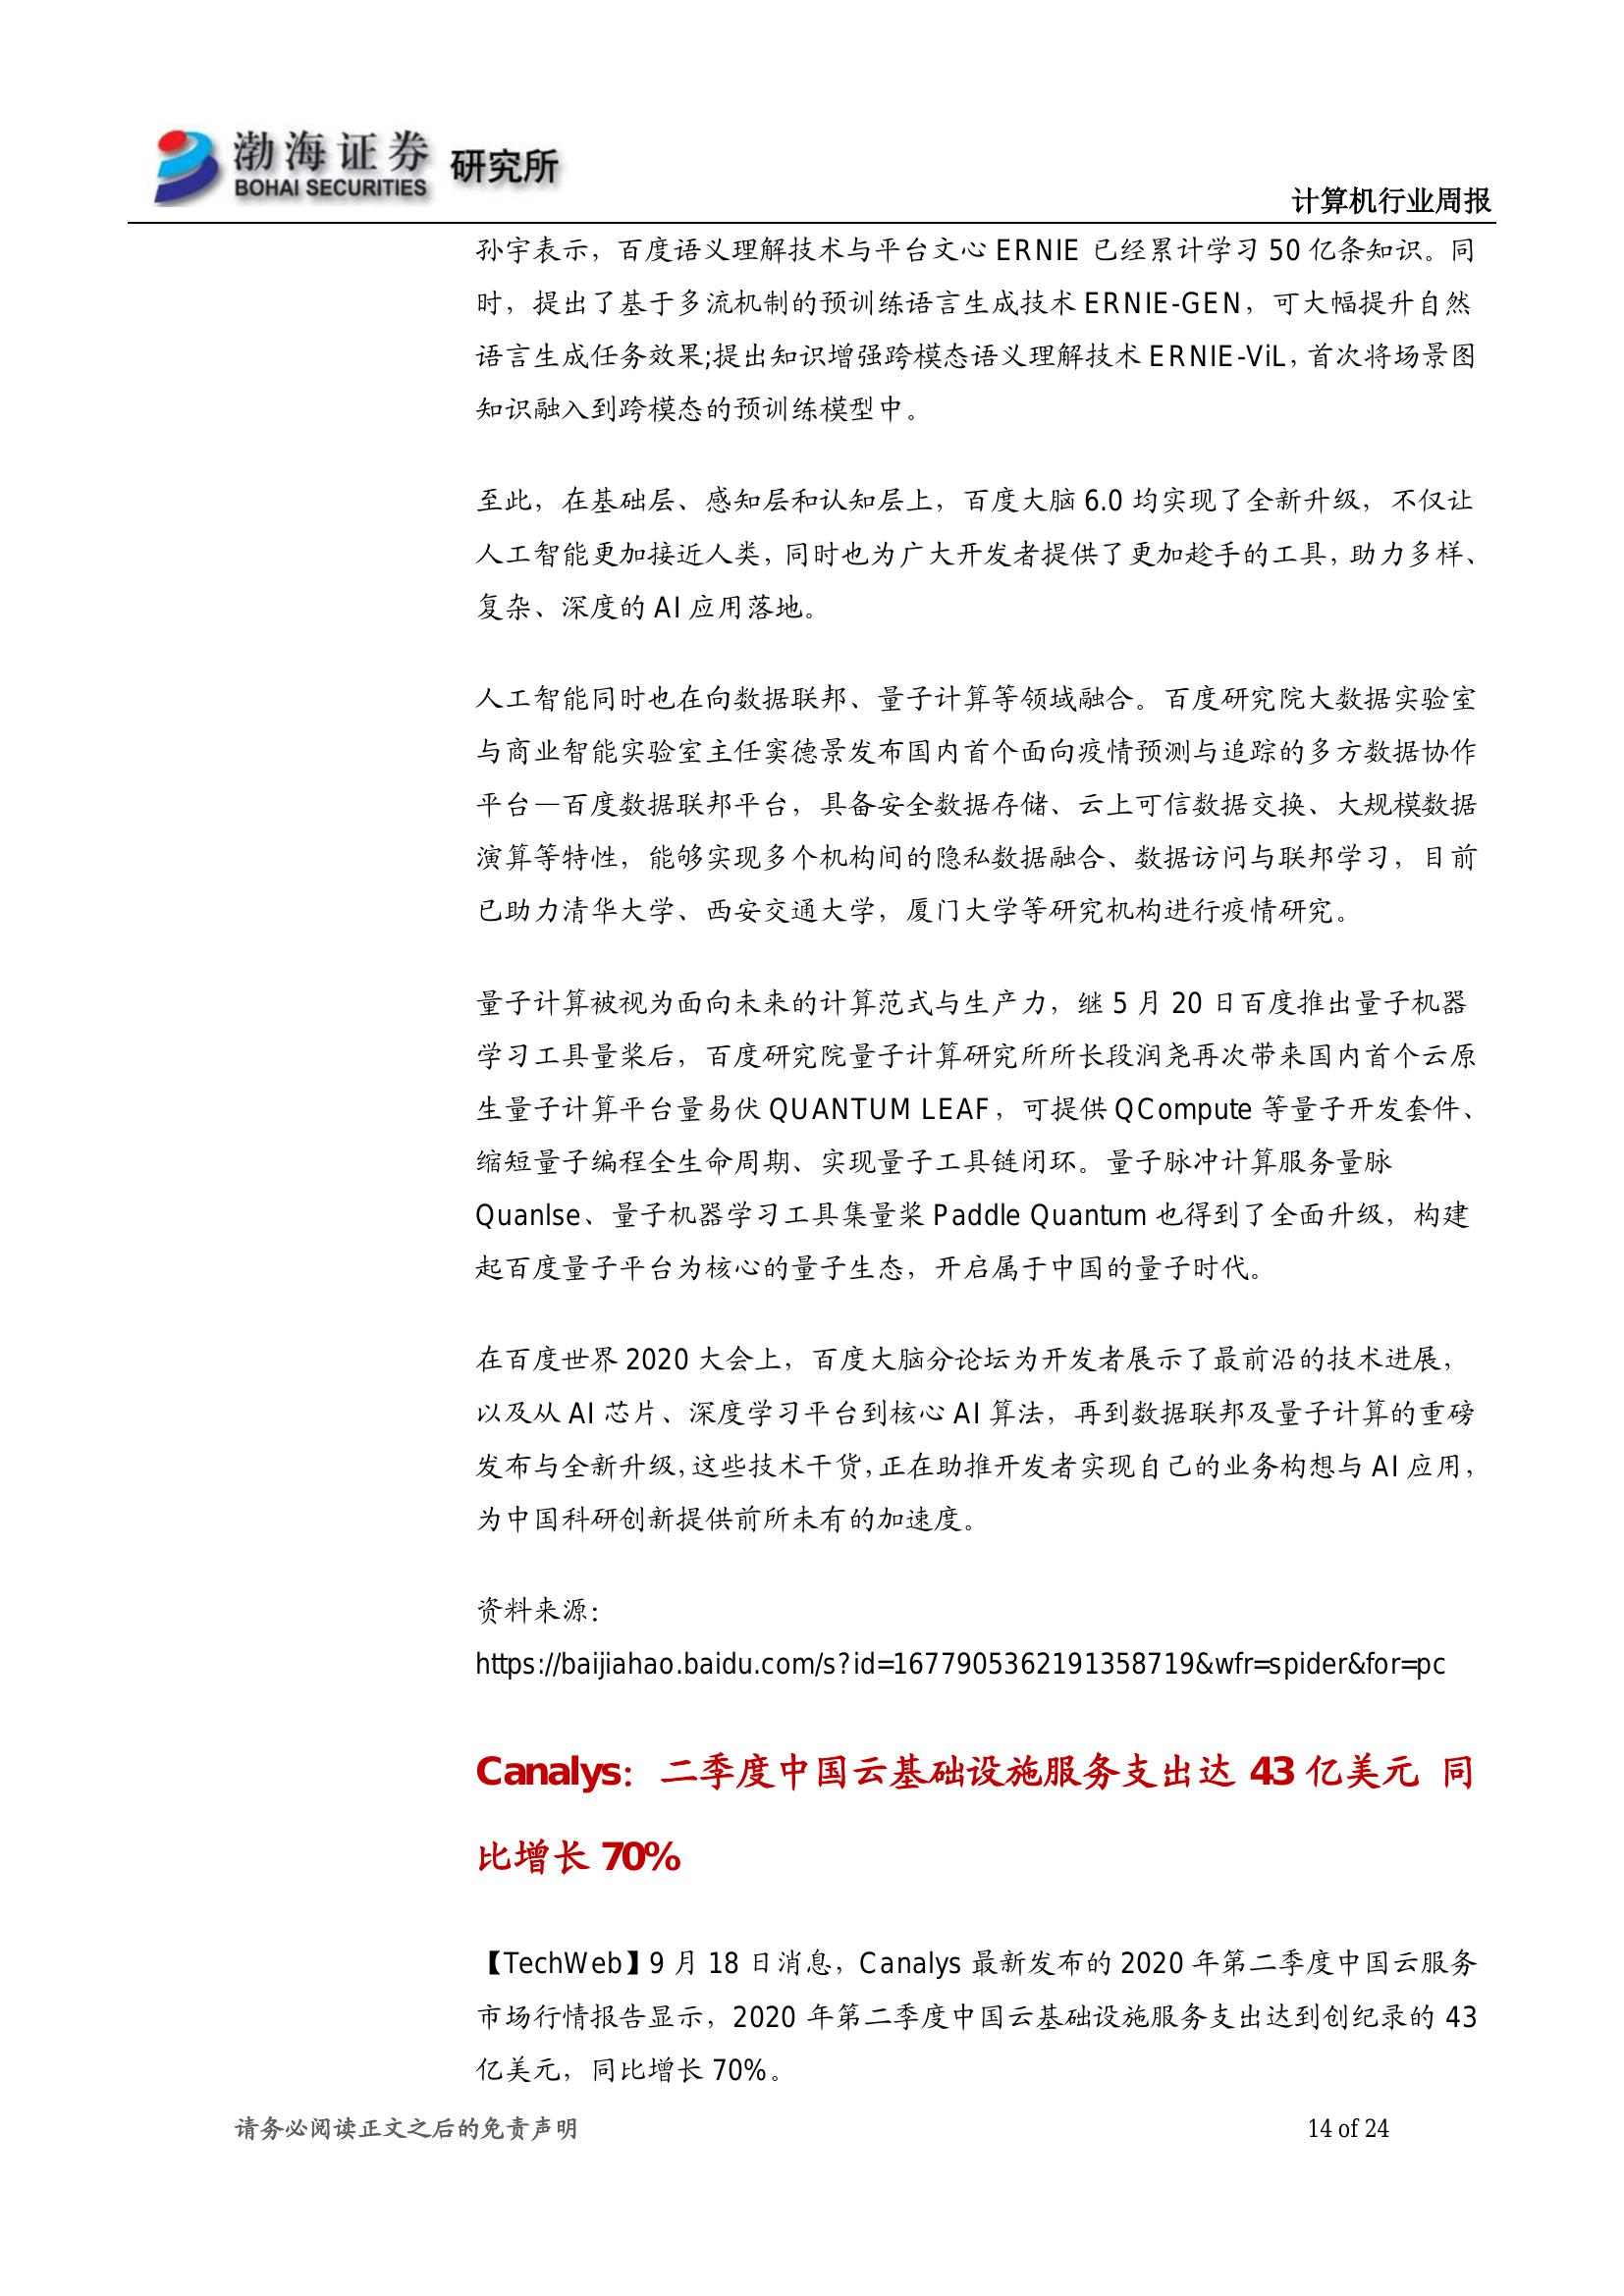 渤海证券
BOHAI SECURITIES
研究所
计算机行业周报
孙宇表示，百度语义理解技术与平台文心 ERNIE 已经累计学习 50 亿条知识。同
时，提出了基于多流机制的预训练语言生成技术 ERNIE-GEN，可大幅提升自然
语言生成任务效果;提出知识增强跨模态语义理解技术 ERNIE-ViL，首次将场景图
知识融入到跨模态的预训练模型中。
至此，在基础层、感知层和认知层上，百度大脑 6.0 均实现了全新升级，不仅让
人工智能更加接近人类，同时也为广大开发者提供了更加趁手的工具，助力多样、
复杂、深度的 AI 应用落地。
人工智能同时也在向数据联邦、量子计算等领域融合。百度研究院大数据实验室
与商业智能实验室主任窦德景发布国内首个面向疫情预测与追踪的多方数据协作
平台—百度数据联邦平台，具备安全数据存储、云上可信数据交换、大规模数据
演算等特性，能够实现多个机构间的隐私数据融合、数据访问与联邦学习，目前
已助力清华大学、西安交通大学，厦门大学等研究机构进行疫情研究。
量子计算被视为面向未来的计算范式与生产力，继 5 月 20 日百度推出量子机器
学习工具量桨后，百度研究院量子计算研究所所长段润尧再次带来国内首个云原
生量子计算平台量易伏 QUANTUM LEAF，可提供 QCompute 等量子开发套件、
缩短量子编程全生命周期、实现量子工具链闭环。量子脉冲计算服务量脉
Quanlse、量子机器学习工具集量桨 Paddle Quantum 也得到了全面升级，构建
起百度量子平台为核心的量子生态，开启属于中国的量子时代。
在百度世界 2020 大会上，百度大脑分论坛为开发者展示了最前沿的技术进展，
以及从 AI 芯片、深度学习平台到核心 AI 算法，再到数据联邦及量子计算的重磅
发布与全新升级，这些技术干货，正在助推开发者实现自己的业务构想与 AI 应用，
为中国科研创新提供前所未有的加速度。
资料来源：
https://baijiahao.baidu.com/s?id=1677905362191358719&wfr=spider&for=pc
Canalys：二季度中国云基础设施服务支出达 43 亿美元 同
比增长 70%
【TechWeb】9 月 18 日消息，Canalys 最新发布的 2020 年第二季度中国云服务
市场行情报告显示，2020 年第二季度中国云基础设施服务支出达到创纪录的 43
亿美元，同比增长 70%。
请务必阅读正文之后的免责声明
14 of 24